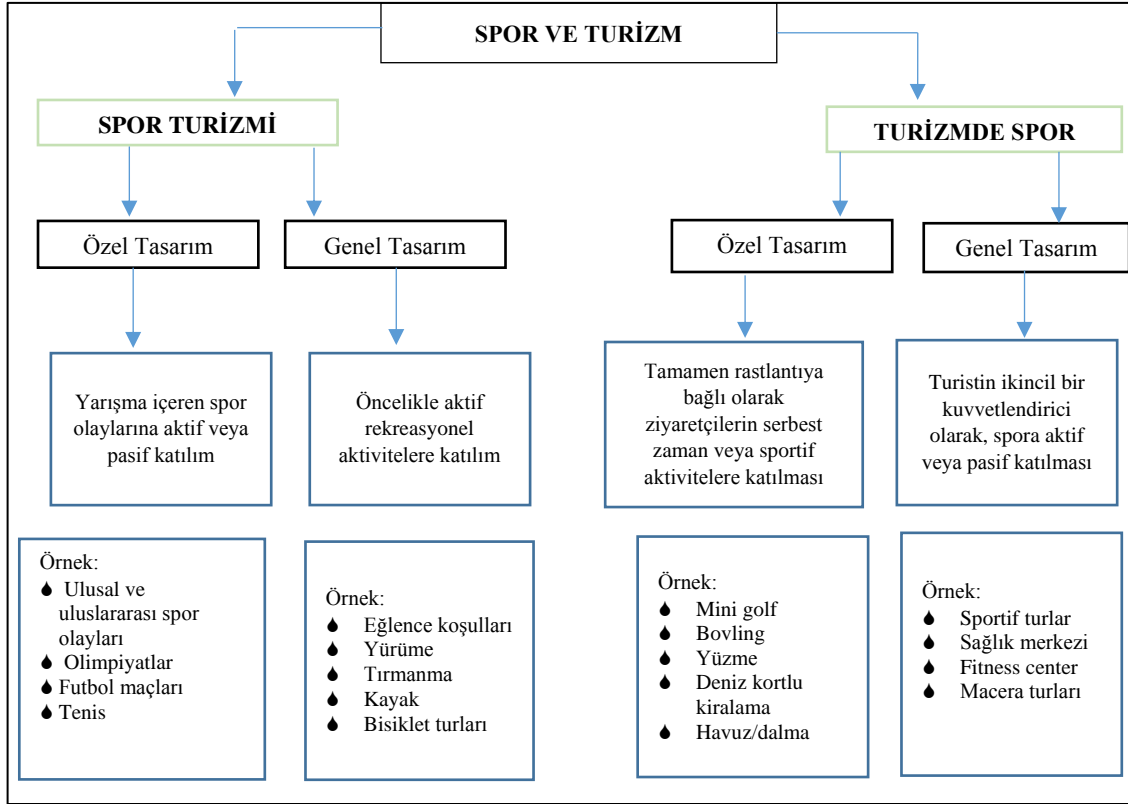 SPOR VE TURİZM
SPOR TURİZMİ
TURİZMDE SPOR
Özel Tasarım
Genel Tasarım
Özel Tasarım
Genel Tasarım
Yarışma içeren spor
olaylarına aktif veya
pasif katılım
Öncelikle aktif
rekreasyonel
aktivitelere katılım
Tamamen rastlantıya
bağlı olarak
ziyaretçilerin serbest
zaman veya sportif
aktivitelere katılması
Turistin ikincil bir
kuvvetlendirici
olarak, spora aktif
veya pasif katılması
Örnek:
Ulusal ve
uluslararası spor
olayları
Olimpiyatlar
Futbol maçları
Tenis
Örnek:
Eğlence koşulları
Yürüme
Tırmanma
Kayak
Bisiklet turları
Örnek:
Mini golf
Bovling
Yüzme
Deniz kortlu
kiralama
Havuz/dalma
Örnek:
Sportif turlar
Sağlık merkezi
Fitness center
Macera turları